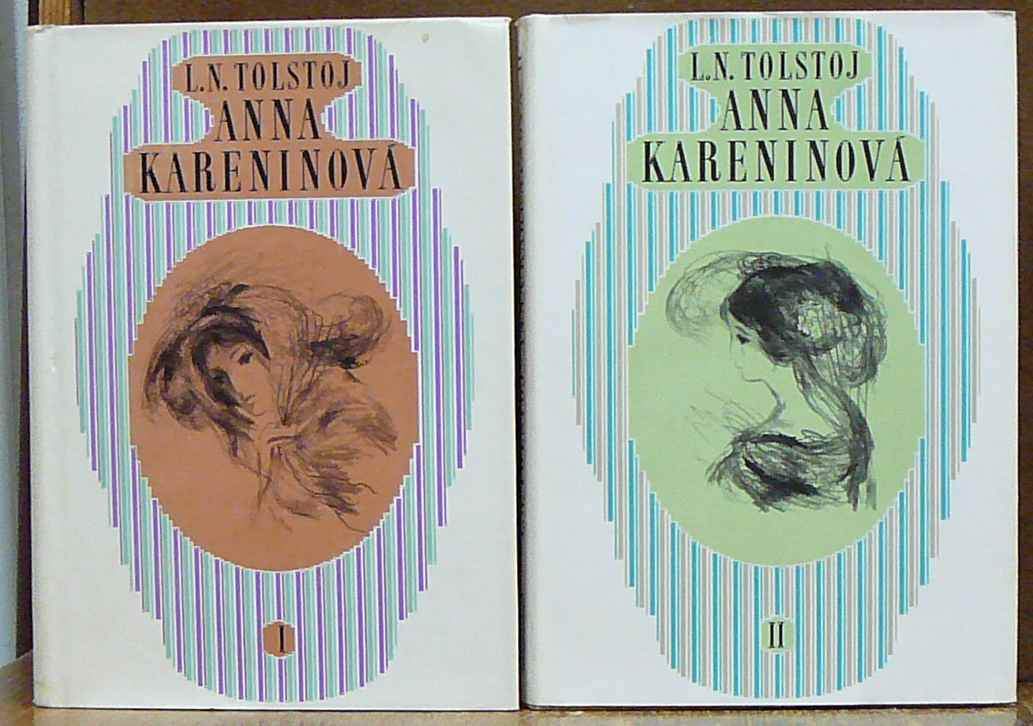 L.N. TOLSTOJ
ANNA
KARENINOVÁ
I
L.N. TOLSTOJ
ANNA
KARENINOVÁ
II